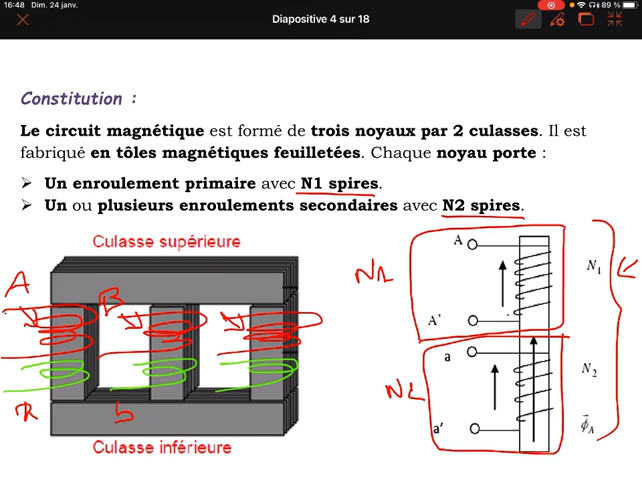 16:48 Dim. 24 janv.
89 %
Diapositive 4 sur 18
Constitution :
Le circuit magnétique est formé de trois noyaux par 2 culasses. Il est
fabriqué en tôles magnétiques feuilletées. Chaque noyau porte :
➢ Un enroulement primaire avec N1 spires.
➢ Un ou plusieurs enroulements secondaires avec N2 spires.
Culasse supérieure
A
B
b
Culasse inférieure
N1
A
A'
N₁
N2
a
a'
N₂
ϕ⃗_A